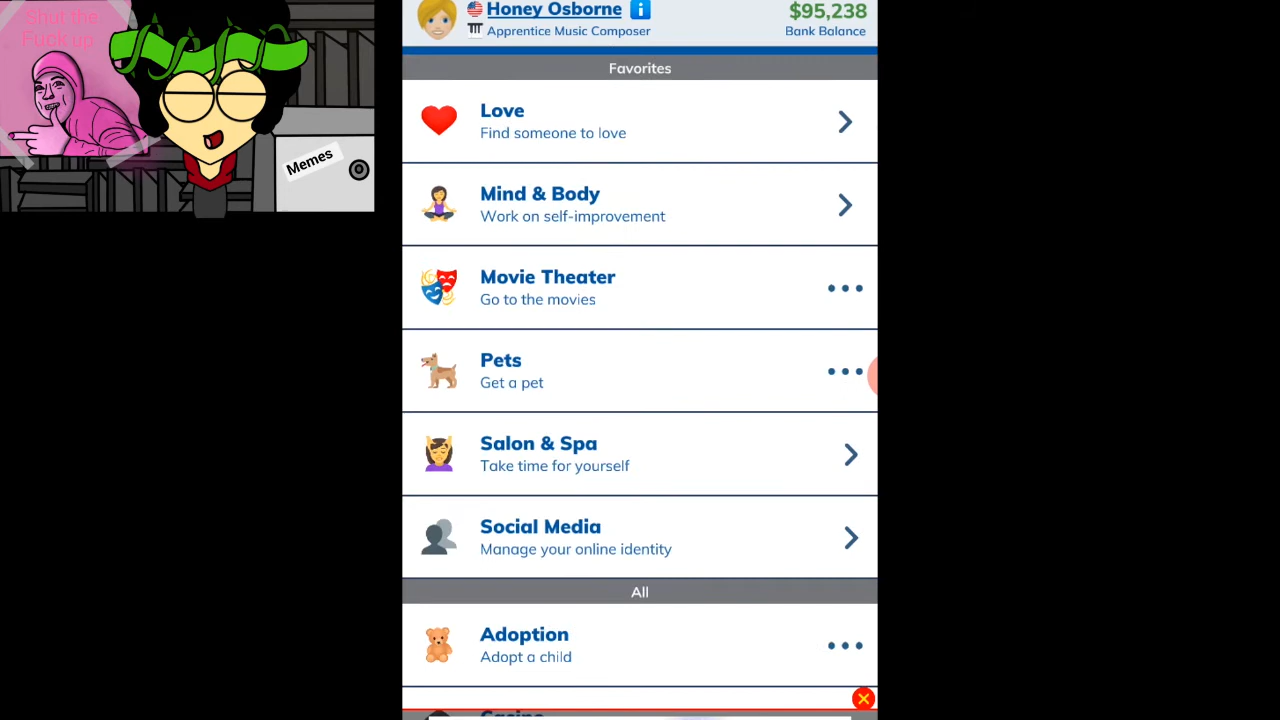 Shut the
Fuck up
Memes
Honey Osborne
$95,238
Apprentice Music Composer
Bank Balance
Favorites
Love
Find someone to love
Mind & Body
Work on self-improvement
Movie Theater
Go to the movies
Pets
Get a pet
Salon & Spa
Take time for yourself
Social Media
Manage your online identity
All
Adoption
Adopt a child
Casino